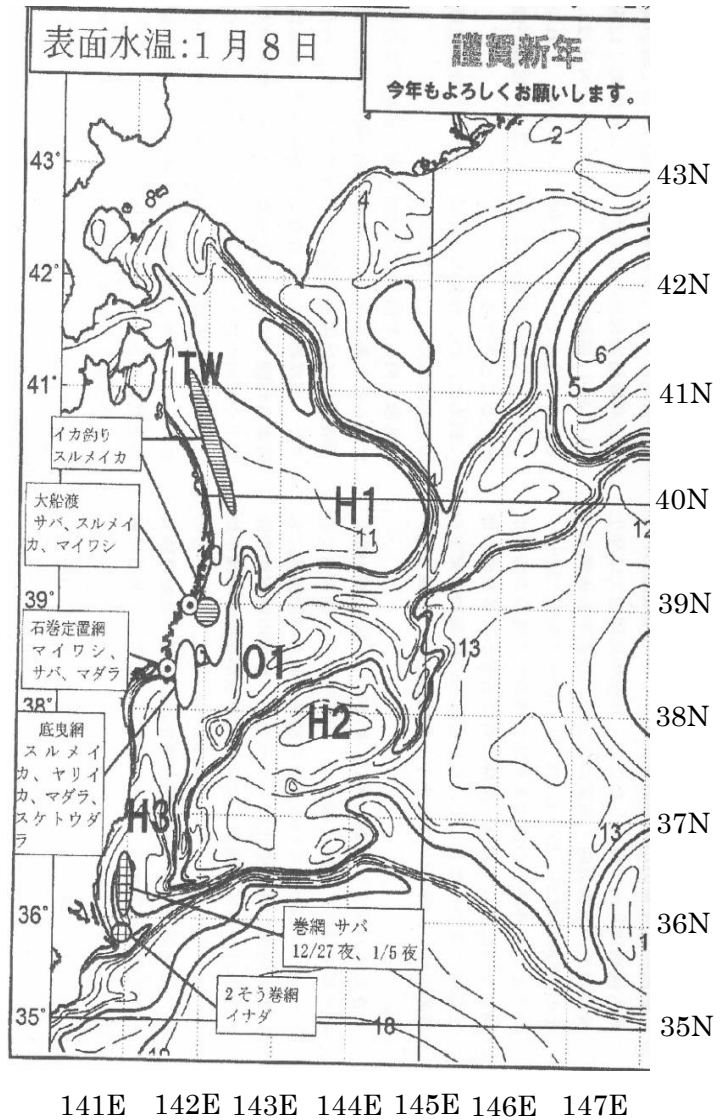 表面水温:1月8日
謹賀新年
今年もよろしくお願いします。
2
43°
43N
4
8
42°
42N
6
5
TW
41°
41N
イカ釣り
スルメイカ
40N
H1
大船渡
サバ、スルメイ
カ、マイワシ
11
12
39°
39N
石巻定置網
マイワシ、
サバ、マダラ
13
O1
38°
38N
H2
底曳網
スルメイ
カ、ヤリイ
カ、マダラ、
スケトウダ
ラ
H3
37N
13
36°
36N
巻網 サバ
12/27夜、1/5夜
2そう巻網
イナダ
35°
35N
18
141E 142E 143E 144E 145E 146E 147E